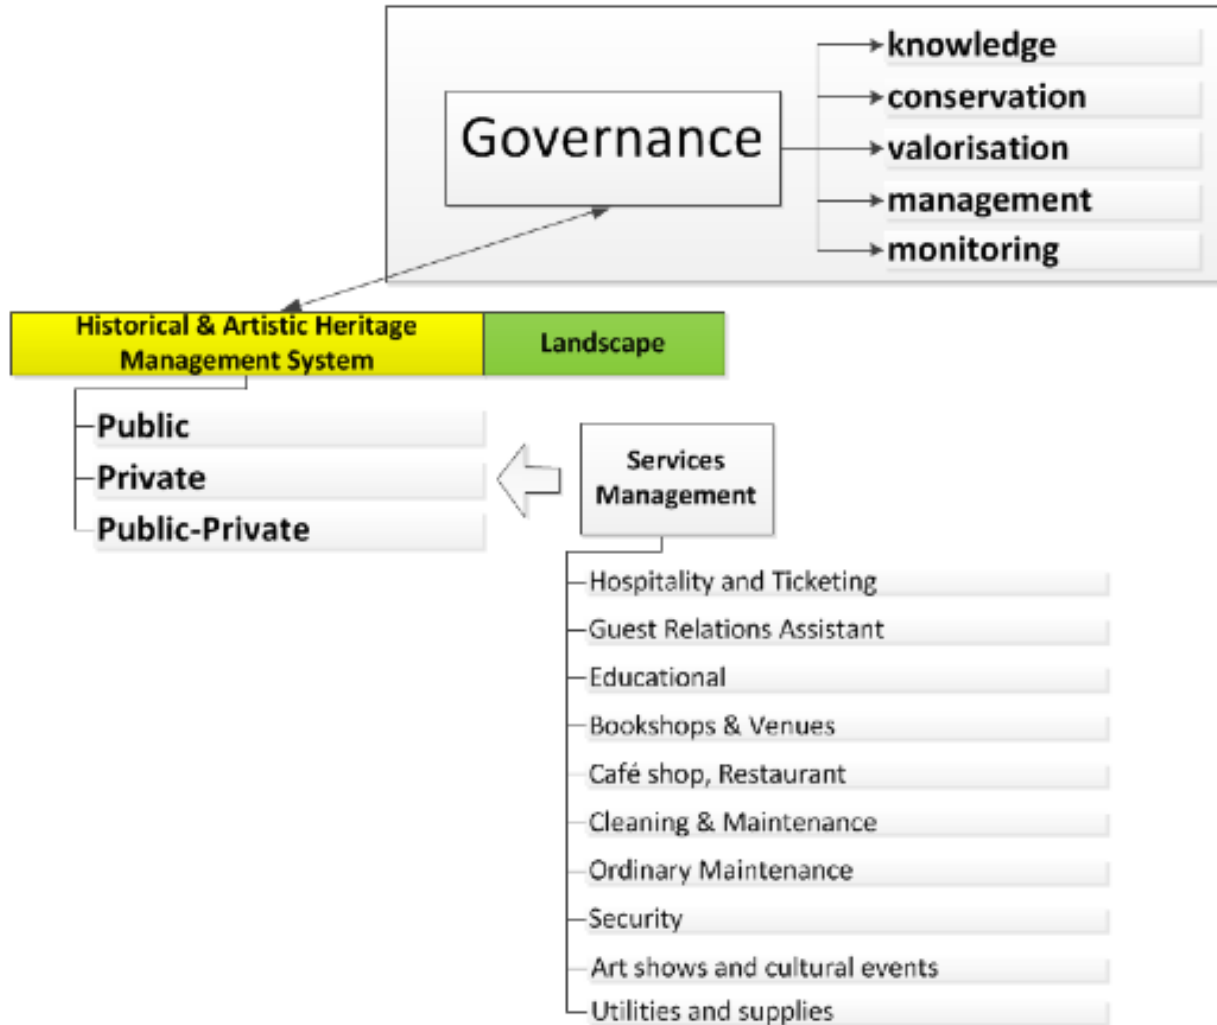 Governance
knowledge
conservation
valorisation
management
monitoring
Historical & Artistic Heritage
Management System
Landscape
Public
Private
Public-Private
Services
Management
Hospitality and Ticketing
Guest Relations Assistant
Educational
Bookshops & Venues
Café shop, Restaurant
Cleaning & Maintenance
Ordinary Maintenance
Security
Art shows and cultural events
Utilities and supplies